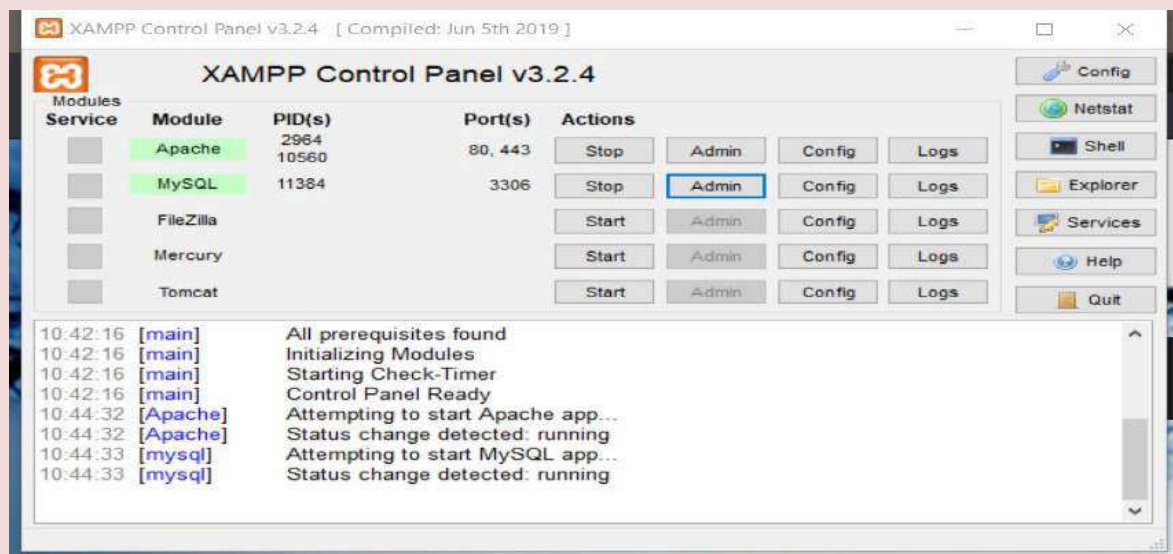 XAMPP Control Panel v3.2.4 [ Compiled: Jun 5th 2019 ]
XAMPP Control Panel v3.2.4
Config
Modules
Netstat
Service Module PID(s) Port(s) Actions
Apache 2964 80, 443 Stop Admin Config Logs
10560
Shell
MySQL 11384 3306 Stop Admin Config Logs
Explorer
FileZilla Start Admin Config Logs
Services
Mercury Start Admin Config Logs
Help
Tomcat Start Admin Config Logs
Quit
10:42:16 [main] All prerequisites found
10:42:16 [main] Initializing Modules
10:42:16 [main] Starting Check-Timer
10:42:16 [main] Control Panel Ready
10:44:32 [Apache] Attempting to start Apache app...
10:44:32 [Apache] Status change detected: running
10:44:33 [mysql] Attempting to start MySQL app...
10:44:33 [mysql] Status change detected: running